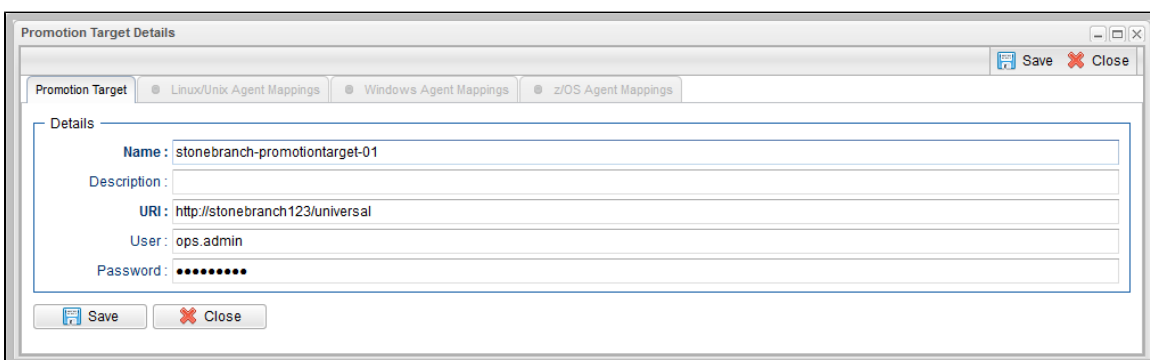 Promotion Target Details
Save Close
Promotion Target Linux/Unix Agent Mappings Windows Agent Mappings z/OS Agent Mappings
Details
Name : stonebranch-promotiontarget-01
Description :
URI : http://stonebranch123/universal
User : ops.admin
Password : •••••••••
Save Close